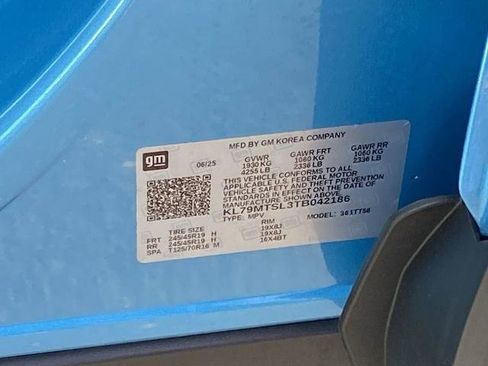 MFD BY GM KOREA COMPANY
gm 06/25 GVWR GAWR FRT GAWR RR
1930 KG 1060 KG 1060 KG
4255 LB 2336 LB 2336 LB
THIS VEHICLE CONFORMS TO ALL
APPLICABLE U.S. FEDERAL MOTOR
VEHICLE SAFETY AND THEFT PREVENTION
STANDARDS IN EFFECT ON THE DATE OF
MANUFACTURE SHOWN ABOVE.
KL79MTSL3TB042186
TYPE: MPV MODEL:
TIRE SIZE RIM
FRT 245/45R19 H 19X8J
RR 245/45R19 H 19X8J
SPA T125/70R16 M 16X4BT